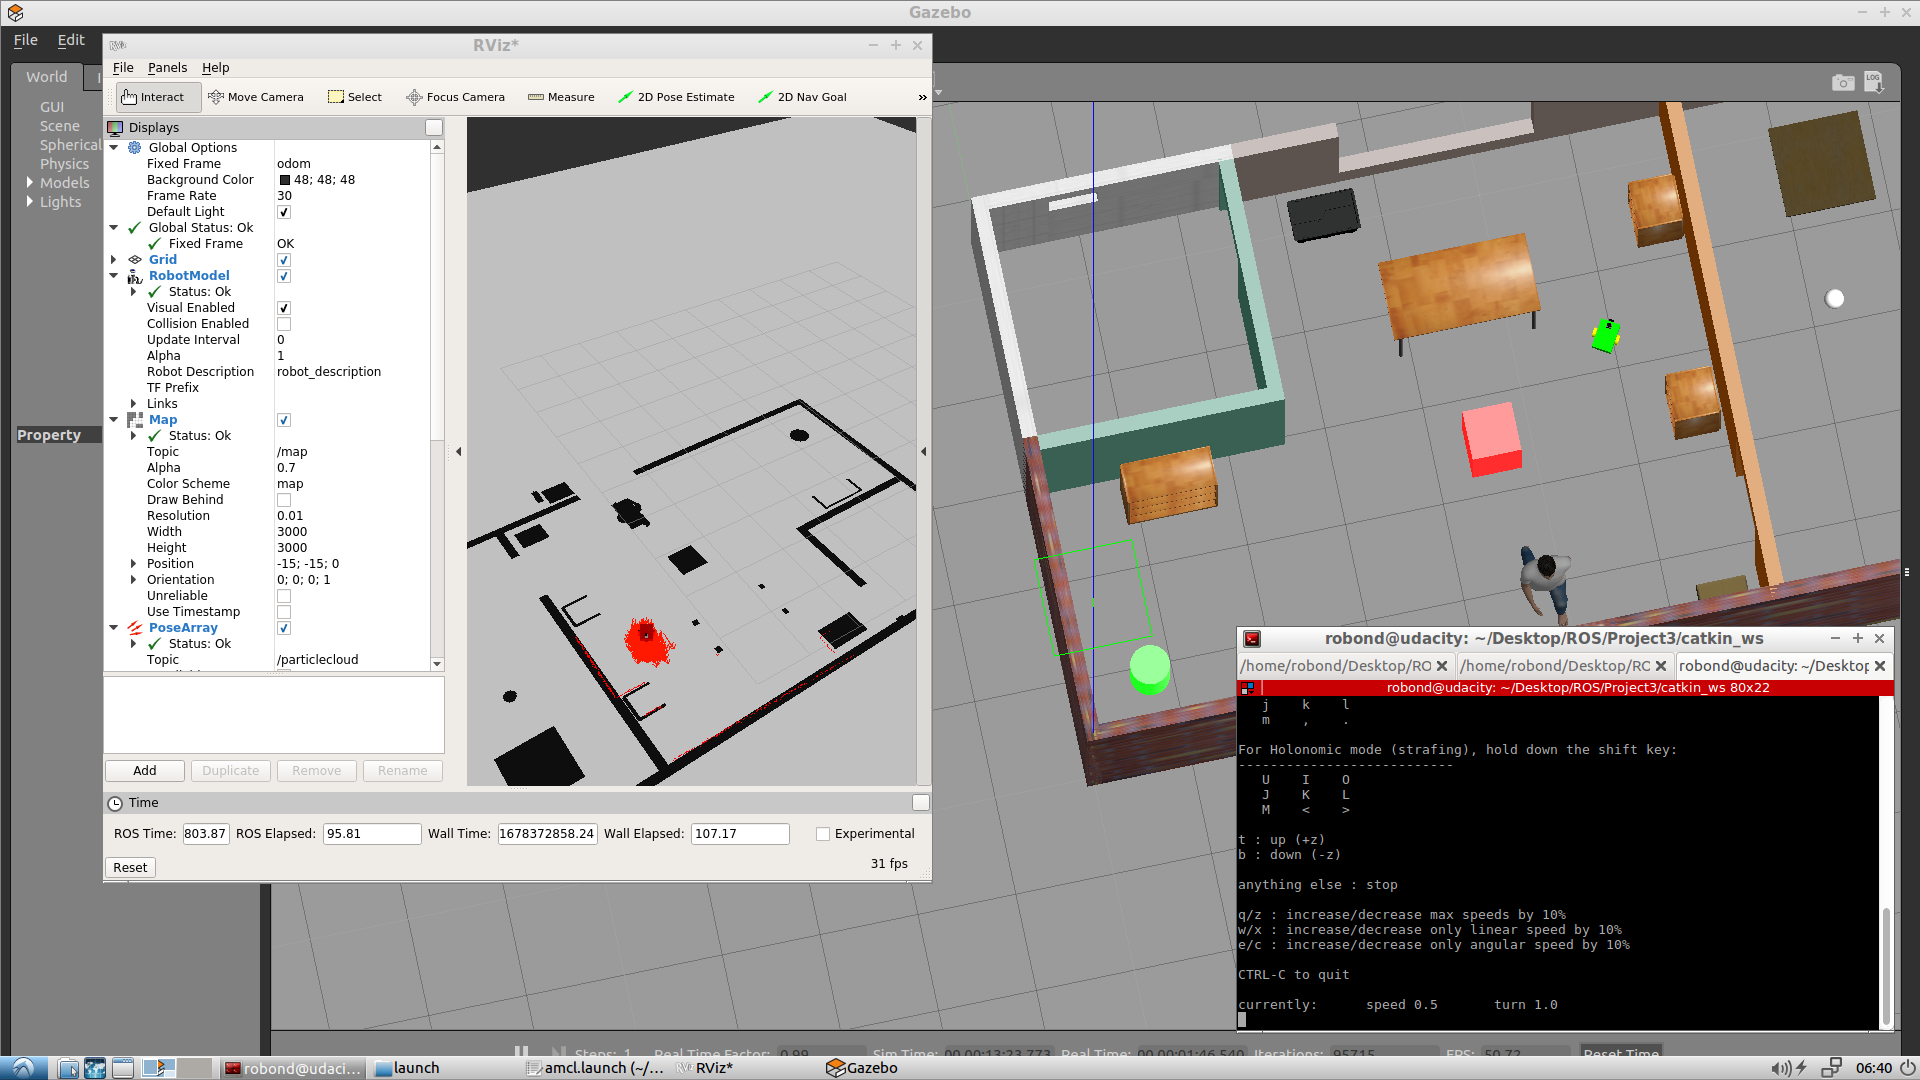 Gazebo
File Edit
World I
GUI
Scene
Spherical
Physics
Models
Lights
Property
RViz*
File Panels Help
Interact Move Camera Select Focus Camera Measure 2D Pose Estimate 2D Nav Goal »
LOG
Displays
Global Options
Fixed Frame odom
Background Color 48; 48; 48
Frame Rate 30
Default Light
Global Status: Ok
Fixed Frame OK
Grid
RobotModel
Status: Ok
Visual Enabled
Collision Enabled
Update Interval 0
Alpha 1
Robot Description robot_description
TF Prefix
Links
Map
Status: Ok
Topic /map
Alpha 0.7
Color Scheme map
Draw Behind
Resolution 0.01
Width 3000
Height 3000
Position -15; -15; 0
Orientation 0; 0; 0; 1
Unreliable
Use Timestamp
PoseArray
Status: Ok
Topic /particlecloud
Add Duplicate Remove Rename
Time
ROS Time: 803.87 ROS Elapsed: 95.81 Wall Time: 1678372858.24 Wall Elapsed: 107.17 Experimental
Reset 31 fps
robond@udacity: ~/Desktop/ROS/Project3/catkin_ws
/home/robond/Desktop/RO /home/robond/Desktop/RO robond@udacity: ~/Desktop
robond@udacity: ~/Desktop/ROS/Project3/catkin_ws 80x22
j k l
m , .
For Holonomic mode (strafing), hold down the shift key:
---------------------------
U I O
J K L
M < >
t : up (+z)
b : down (-z)
anything else : stop
q/z : increase/decrease max speeds by 10%
w/x : increase/decrease only linear speed by 10%
e/c : increase/decrease only angular speed by 10%
CTRL-C to quit
currently: speed 0.5 turn 1.0
Steps: 1 Real Time Factor: 0.99 Sim Time: 00 00:13:23.773 Real Time: 00 00:01:46.540 Iterations: 95715 FPS: 50.72 Reset Time
robond@udaci... launch amcl.launch (~/... RViz* Gazebo 06:40